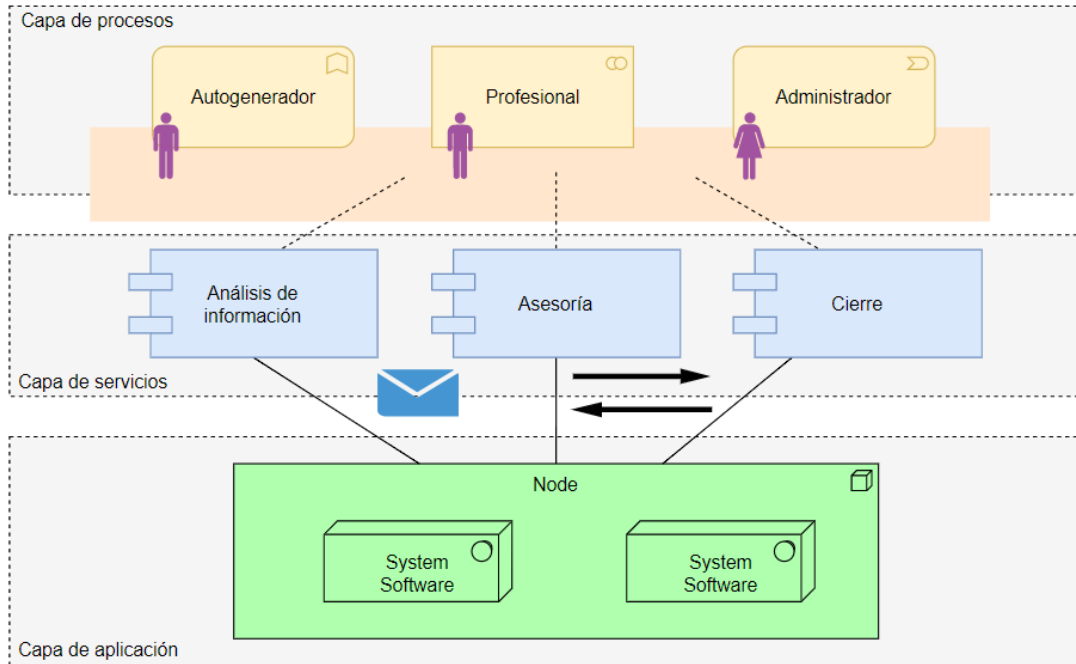 Capa de procesos
Autogenerador
Profesional
Administrador
Análisis de
información
Asesoría
Cierre
Capa de servicios
Node
System
Software
System
Software
Capa de aplicación